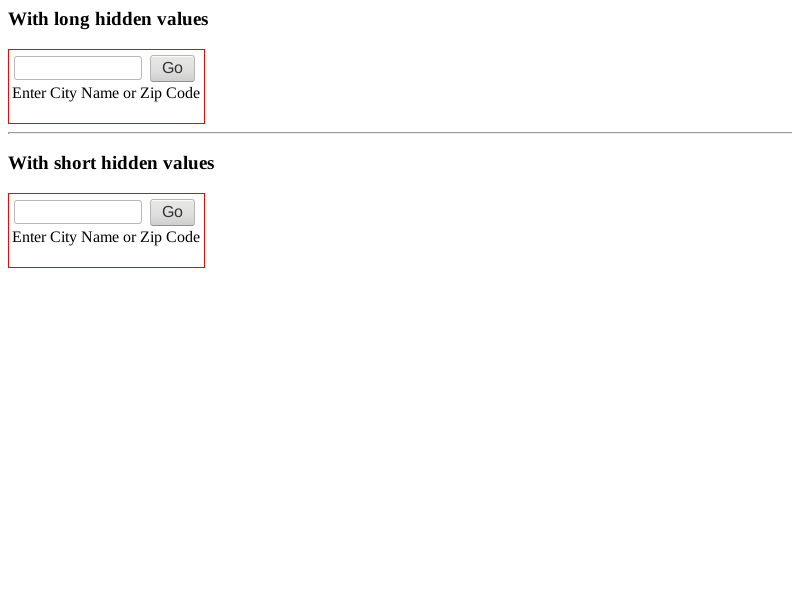 With long hidden values
Go
Enter City Name or Zip Code
With short hidden values
Go
Enter City Name or Zip Code